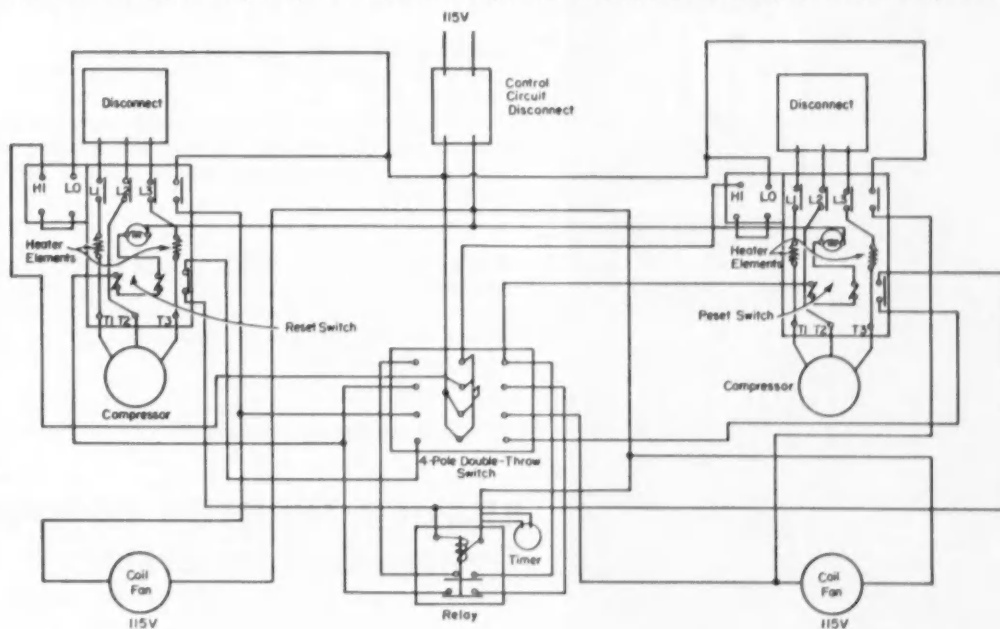 115V
Control
Circuit
Disconnect
Disconnect
Disconnect
HI
LO
L1
L2
L3
HI
LO
L1
L2
L3
Heater
Elements
Heater
Elements
Reset Switch
Peset Switch
T1
T2
T3
T1
T2
T3
Compressor
Compressor
4-Pole Double-Throw
Switch
Timer
Coil
Fan
115V
Relay
Coil
Fan
115V